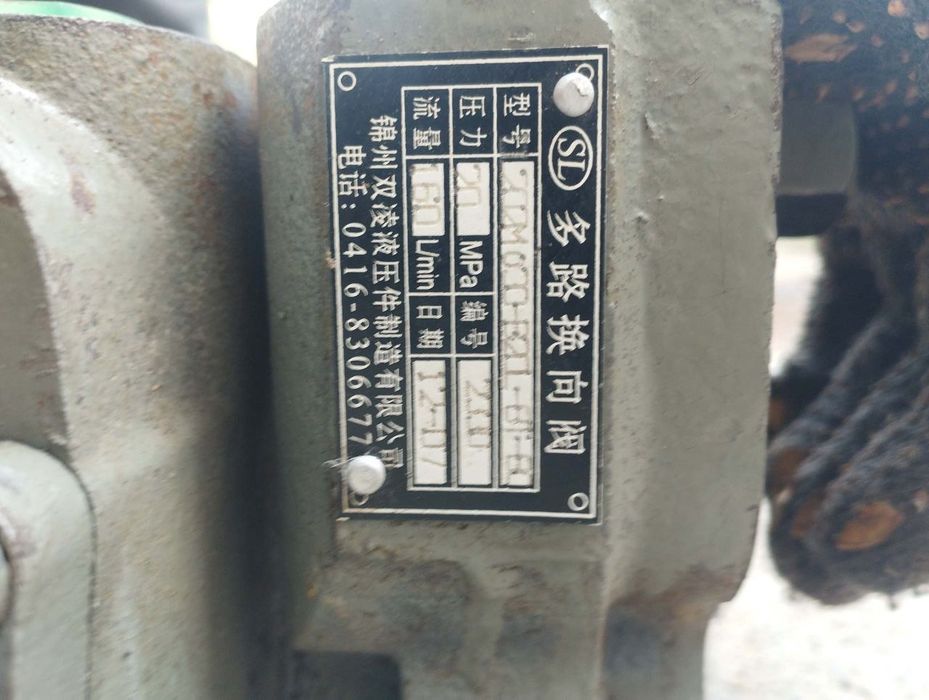 SL 多路换向阀
型号
压力 20 MPa 编号
流量 160 L/min 日期 12-07
锦州双凌液压件制造有限公司
电话: 0416-8306677